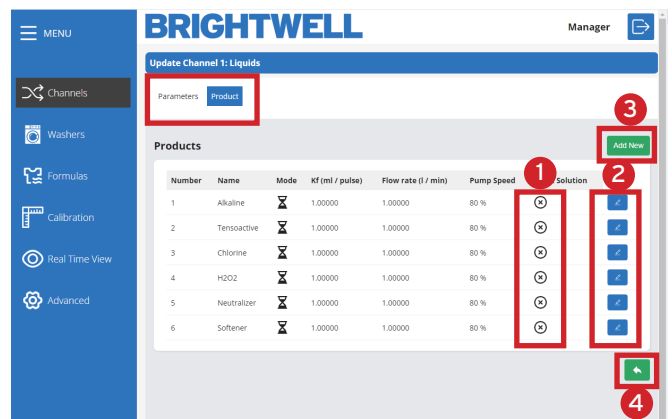 MENU
BRIGHTWELL
Manager
Update Channel 1: Liquids
Parameters Product
Channels
Washers
Formulas
Calibration
Real Time View
Advanced
3
Products
Add New
1
2
Number Name Mode Kf (ml / pulse) Flow rate (l / min) Pump Speed Solution
1 Alkaline 1.00000 1.00000 80 %
2 Tensoactive 1.00000 1.00000 80 %
3 Chlorine 1.00000 1.00000 80 %
4 H2O2 1.00000 1.00000 80 %
5 Neutralizer 1.00000 1.00000 80 %
6 Softener 1.00000 1.00000 80 %
4